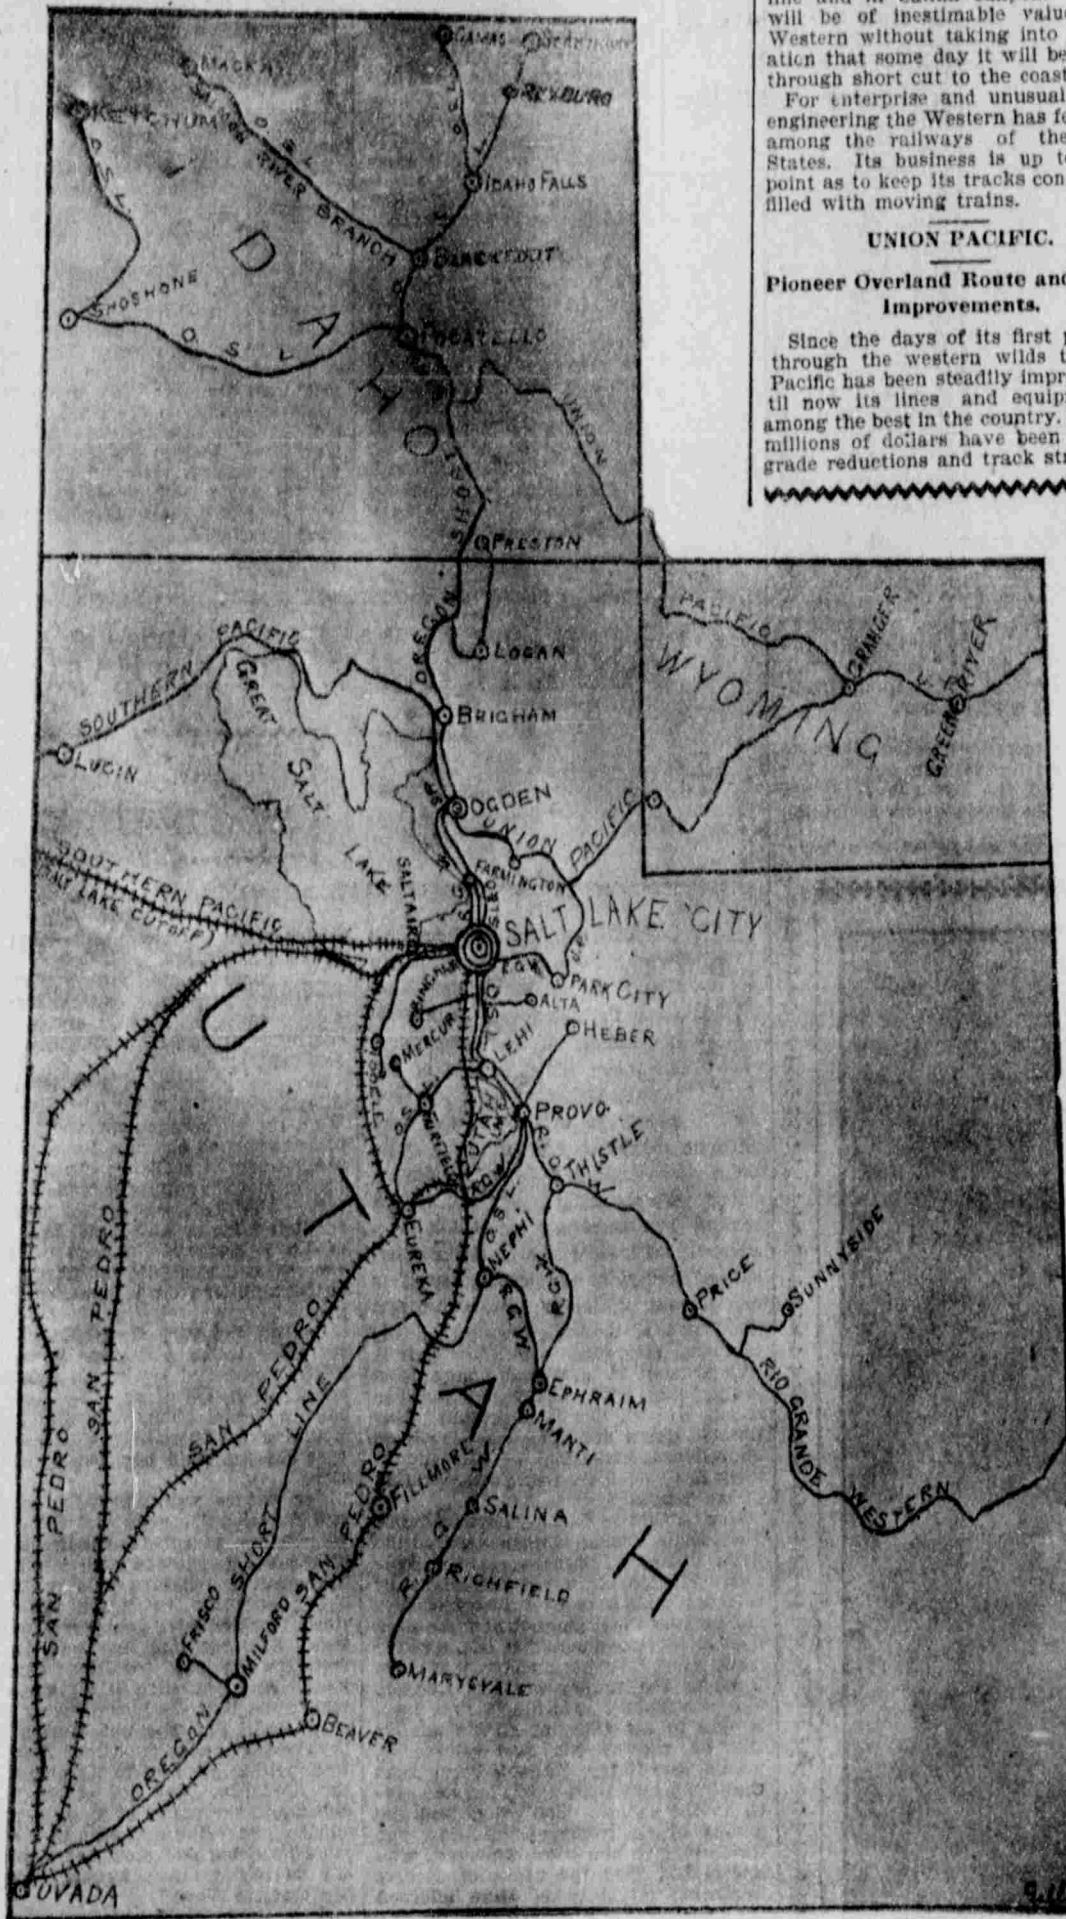 will be of inestimable valu
Western without taking into
ation that some day it will be
through short cut to the coast
For enterprise and unusual
engineering the Western has f
among the railways of the
States. Its business is up t
point as to keep its tracks con
filled with moving trains.
UNION PACIFIC.
Pioneer Overland Route and
Improvements.
Since the days of its first
through the western wilds t
Pacific has been steadily impr
til now its lines and equip
among the best in the country.
millions of dollars have been
grade reductions and track st
CAMAS
MACKAY
REXBURG
KETCHUM
O.S.L.
SALMON RIVER BRANCH
O.S.L.
IDAHO FALLS
BLACKFOOT
SHOSHONE
O S L
POCATELLO
IDAHO
UNION
SHORT
PRESTON
OREGON
LOGAN
PACIFIC
GRANGER
WYOMING
GREEN RIVER
SOUTHERN PACIFIC
GREAT SALT LAKE
BRIGHAM
LUCIN
OGDEN
UNION PACIFIC
FARMINGTON
SOUTHERN PACIFIC
SALT LAKE CUTOFF)
SALTAIR
SALT LAKE CITY
PARK CITY
BINGHAM
ALTA
MERCUR
LEHI
HEBER
O S L
UTAH
PROVO
FAIRFIELD
R.G.W.
THISTLE
EUREKA
O S L
NEPHI
RGW
RGW
PRICE
SUNNYSIDE
EPHRAIM
MANTI
RIO GRANDE WESTERN
SAN PEDRO
SAN PEDRO
SAN PEDRO
SAN PEDRO
FILLMORE
SALINA
R G W
RICHFIELD
MARYSVALE
FRISCO
MILFORD
OREGON SHORT LINE
BEAVER
UVADA
UTAH